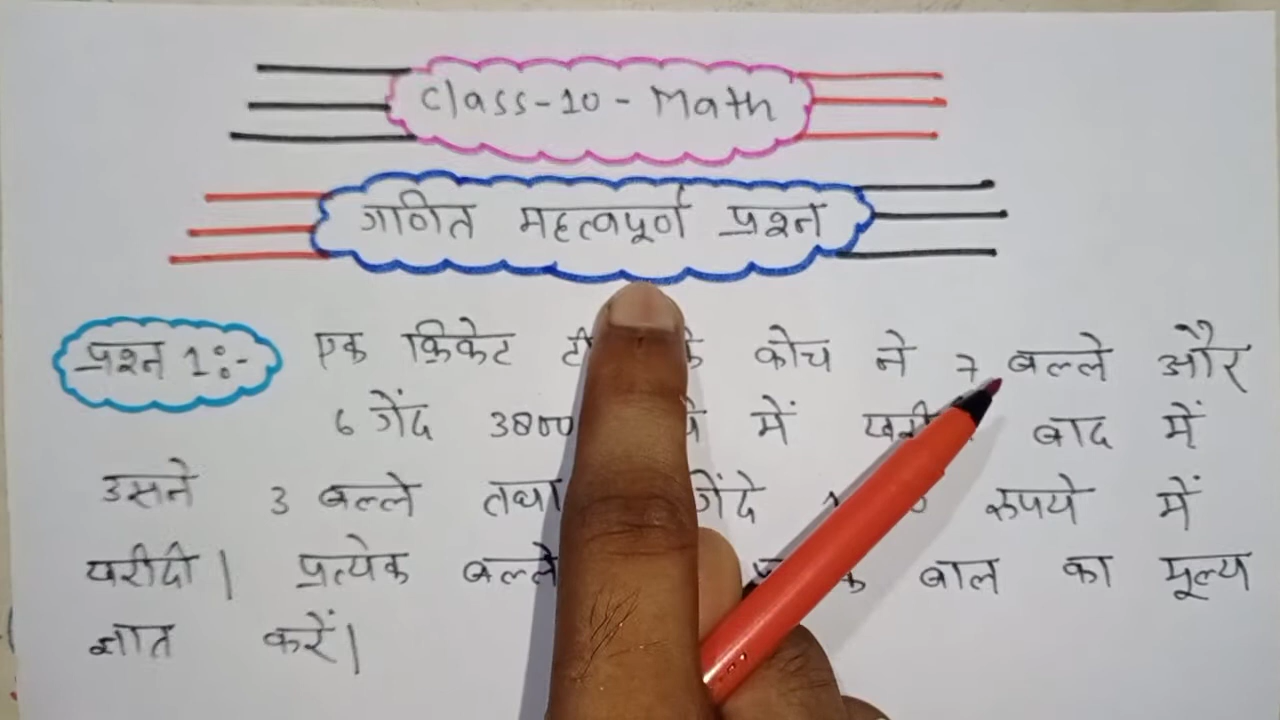 Class-10-Math
गणित महत्वपूर्ण प्रश्न
प्रश्न 1:- एक क्रिकेट कोच ने 7 बल्ले और
6 गेंद में बाद में
उसने 3 बल्ले तथा गेंदे रुपये में
खरीदी। प्रत्येक बल्ले बाल का मूल्य
ज्ञात करें।